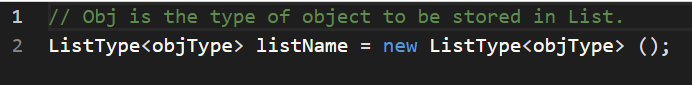 1 // Obj is the type of object to be stored in List.
2 ListType<objType> listName = new ListType<objType> ();